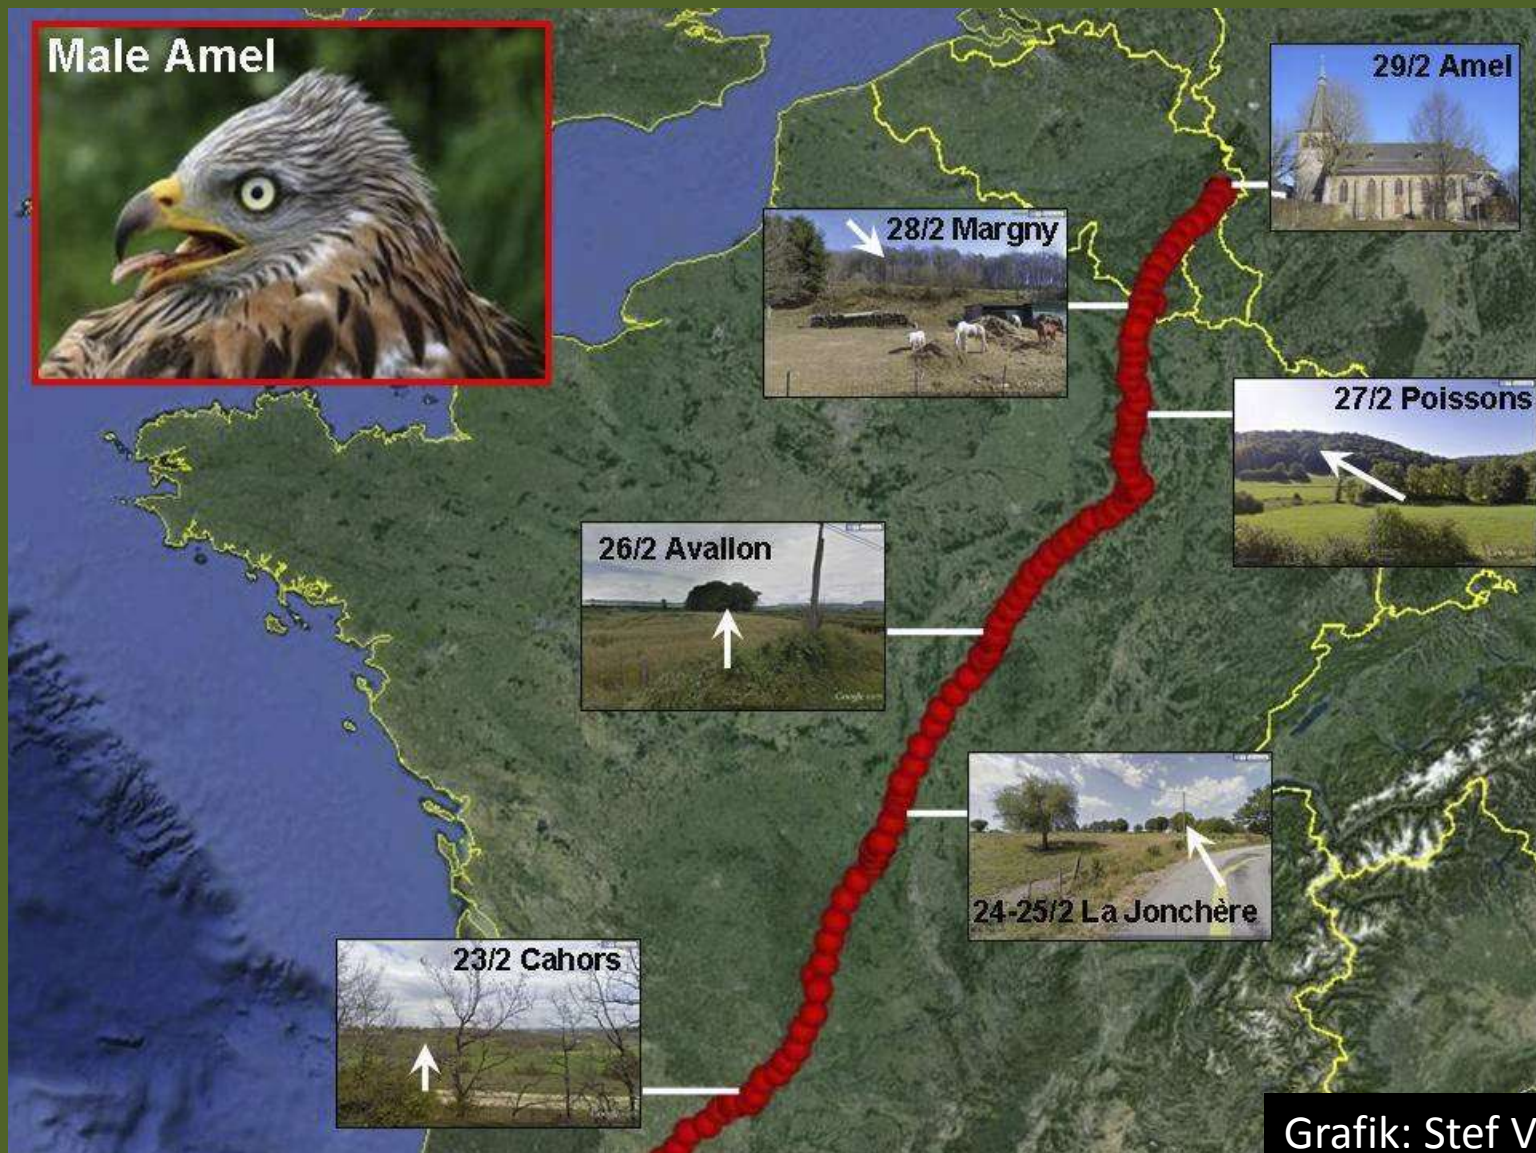 Male Amel
29/2 Amel
28/2 Margny
27/2 Poissons
26/2 Avallon
24-25/2 La Jonchère
23/2 Cahors
Grafik: Stef V